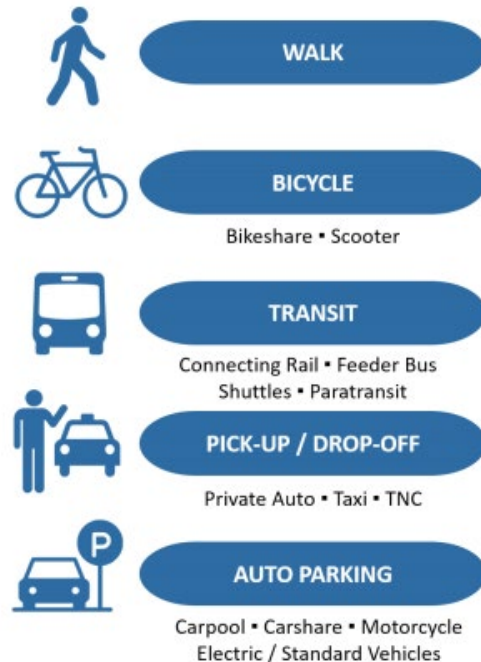 WALK
BICYCLE
Bikeshare ▪ Scooter
TRANSIT
Connecting Rail ▪ Feeder Bus
Shuttles ▪ Paratransit
PICK-UP / DROP-OFF
Private Auto ▪ Taxi ▪ TNC
P
AUTO PARKING
Carpool ▪ Carshare ▪ Motorcycle
Electric / Standard Vehicles